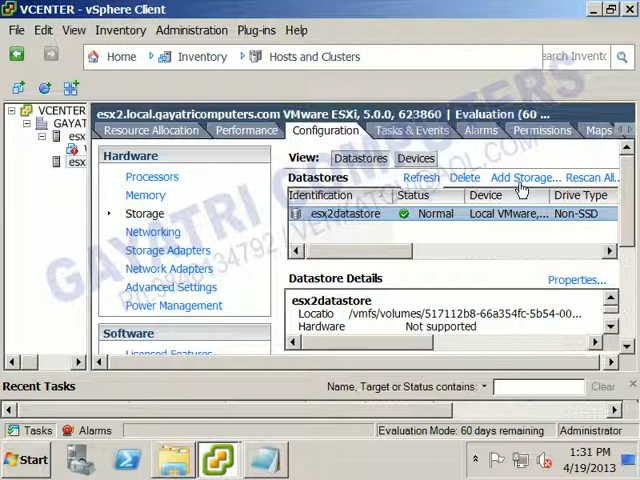 VCENTER - vSphere Client
File Edit View Inventory Administration Plug-ins Help
Home Inventory Hosts and Clusters
VCENTER
GAYAT
esx
esx
esx2.local.gayatricomputers.com VMware ESXi, 5.0.0, 623860 | Evaluation (60 ...
Resource Allocation Performance Configuration Tasks & Events Alarms Permissions Maps
Hardware
Processors
Memory
Storage
Networking
Storage Adapters
Network Adapters
Advanced Settings
Power Management
Software
Licensed Features
View: Datastores Devices
Datastores Refresh Delete Add Storage... Rescan All..
Identification Status Device Drive Type
esx2datastore Normal Local VMware,... Non-SSD
Datastore Details Properties...
esx2datastore
Locatio /vmfs/volumes/517112b8-66a354fc-5b54-00...
Hardware Not supported
Recent Tasks Name, Target or Status contains: Clear
Tasks Alarms Evaluation Mode: 60 days remaining Administrator
Start 1:31 PM
4/19/2013
GAYATRI COMPUTERS